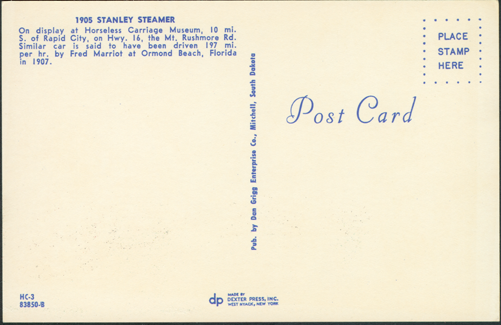 1905 STANLEY STEAMER
On display at Horseless Carriage Museum, 10 mi.
S. of Rapid City, on Hwy. 16, the Mt. Rushmore Rd.
Similar car is said to have been driven 197 mi.
per hr. by Fred Marriot at Ormond Beach, Florida
in 1907.
PLACE
STAMP
HERE
Post Card
Pub. by Dan Grigg Enterprise Co., Mitchell, South Dakota
HC-3
83850-B
dp
MADE BY
DEXTER PRESS, INC.
WEST NYACK, NEW YORK